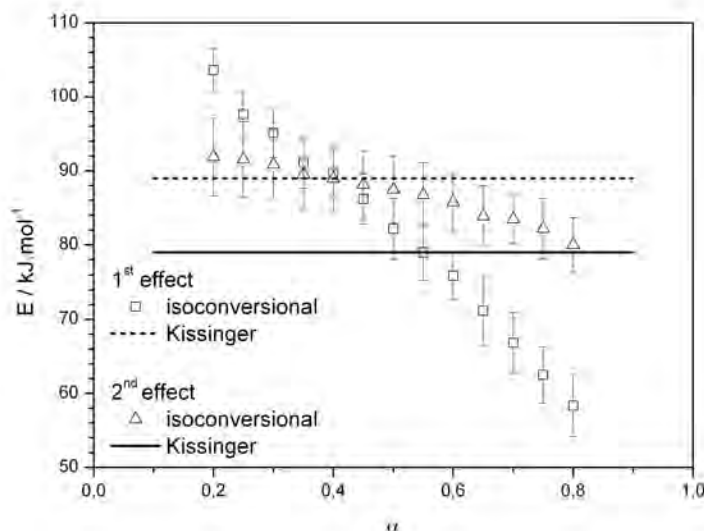 110
100
90
80
70
60
50
E / kJ.mol⁻¹
1st effect
isoconversional
Kissinger
2nd effect
isoconversional
Kissinger
0,0 0,2 0,4 0,6 0.8 1,0
α